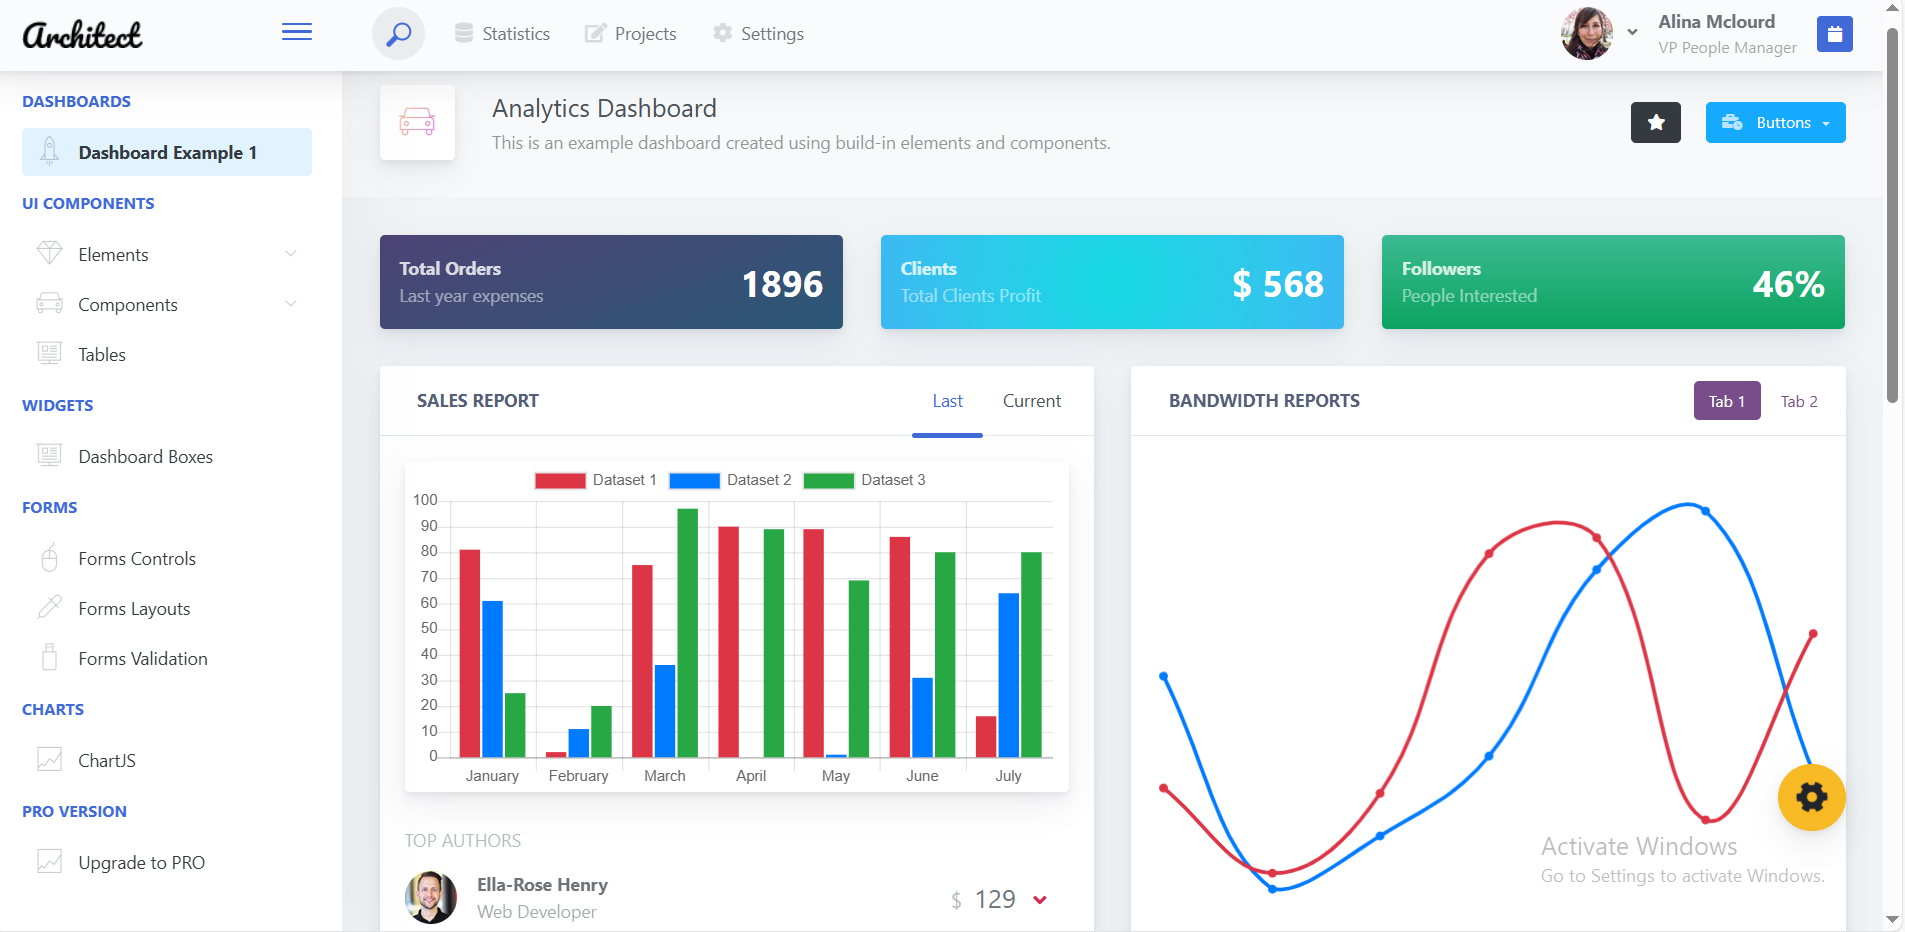 Architect
Statistics
Projects
Settings
Alina Mclourd
VP People Manager
DASHBOARDS
Dashboard Example 1
UI COMPONENTS
Elements
Components
Tables
WIDGETS
Dashboard Boxes
FORMS
Forms Controls
Forms Layouts
Forms Validation
CHARTS
ChartJS
PRO VERSION
Upgrade to PRO
Analytics Dashboard
This is an example dashboard created using build-in elements and components.
Buttons
Total Orders
Last year expenses
1896
Clients
Total Clients Profit
$ 568
Followers
People Interested
46%
SALES REPORT
Last
Current
Dataset 1 Dataset 2 Dataset 3
100
90
80
70
60
50
40
30
20
10
0
January February March April May June July
TOP AUTHORS
Ella-Rose Henry
Web Developer
$ 129
BANDWIDTH REPORTS
Tab 1
Tab 2
Activate Windows
Go to Settings to activate Windows.